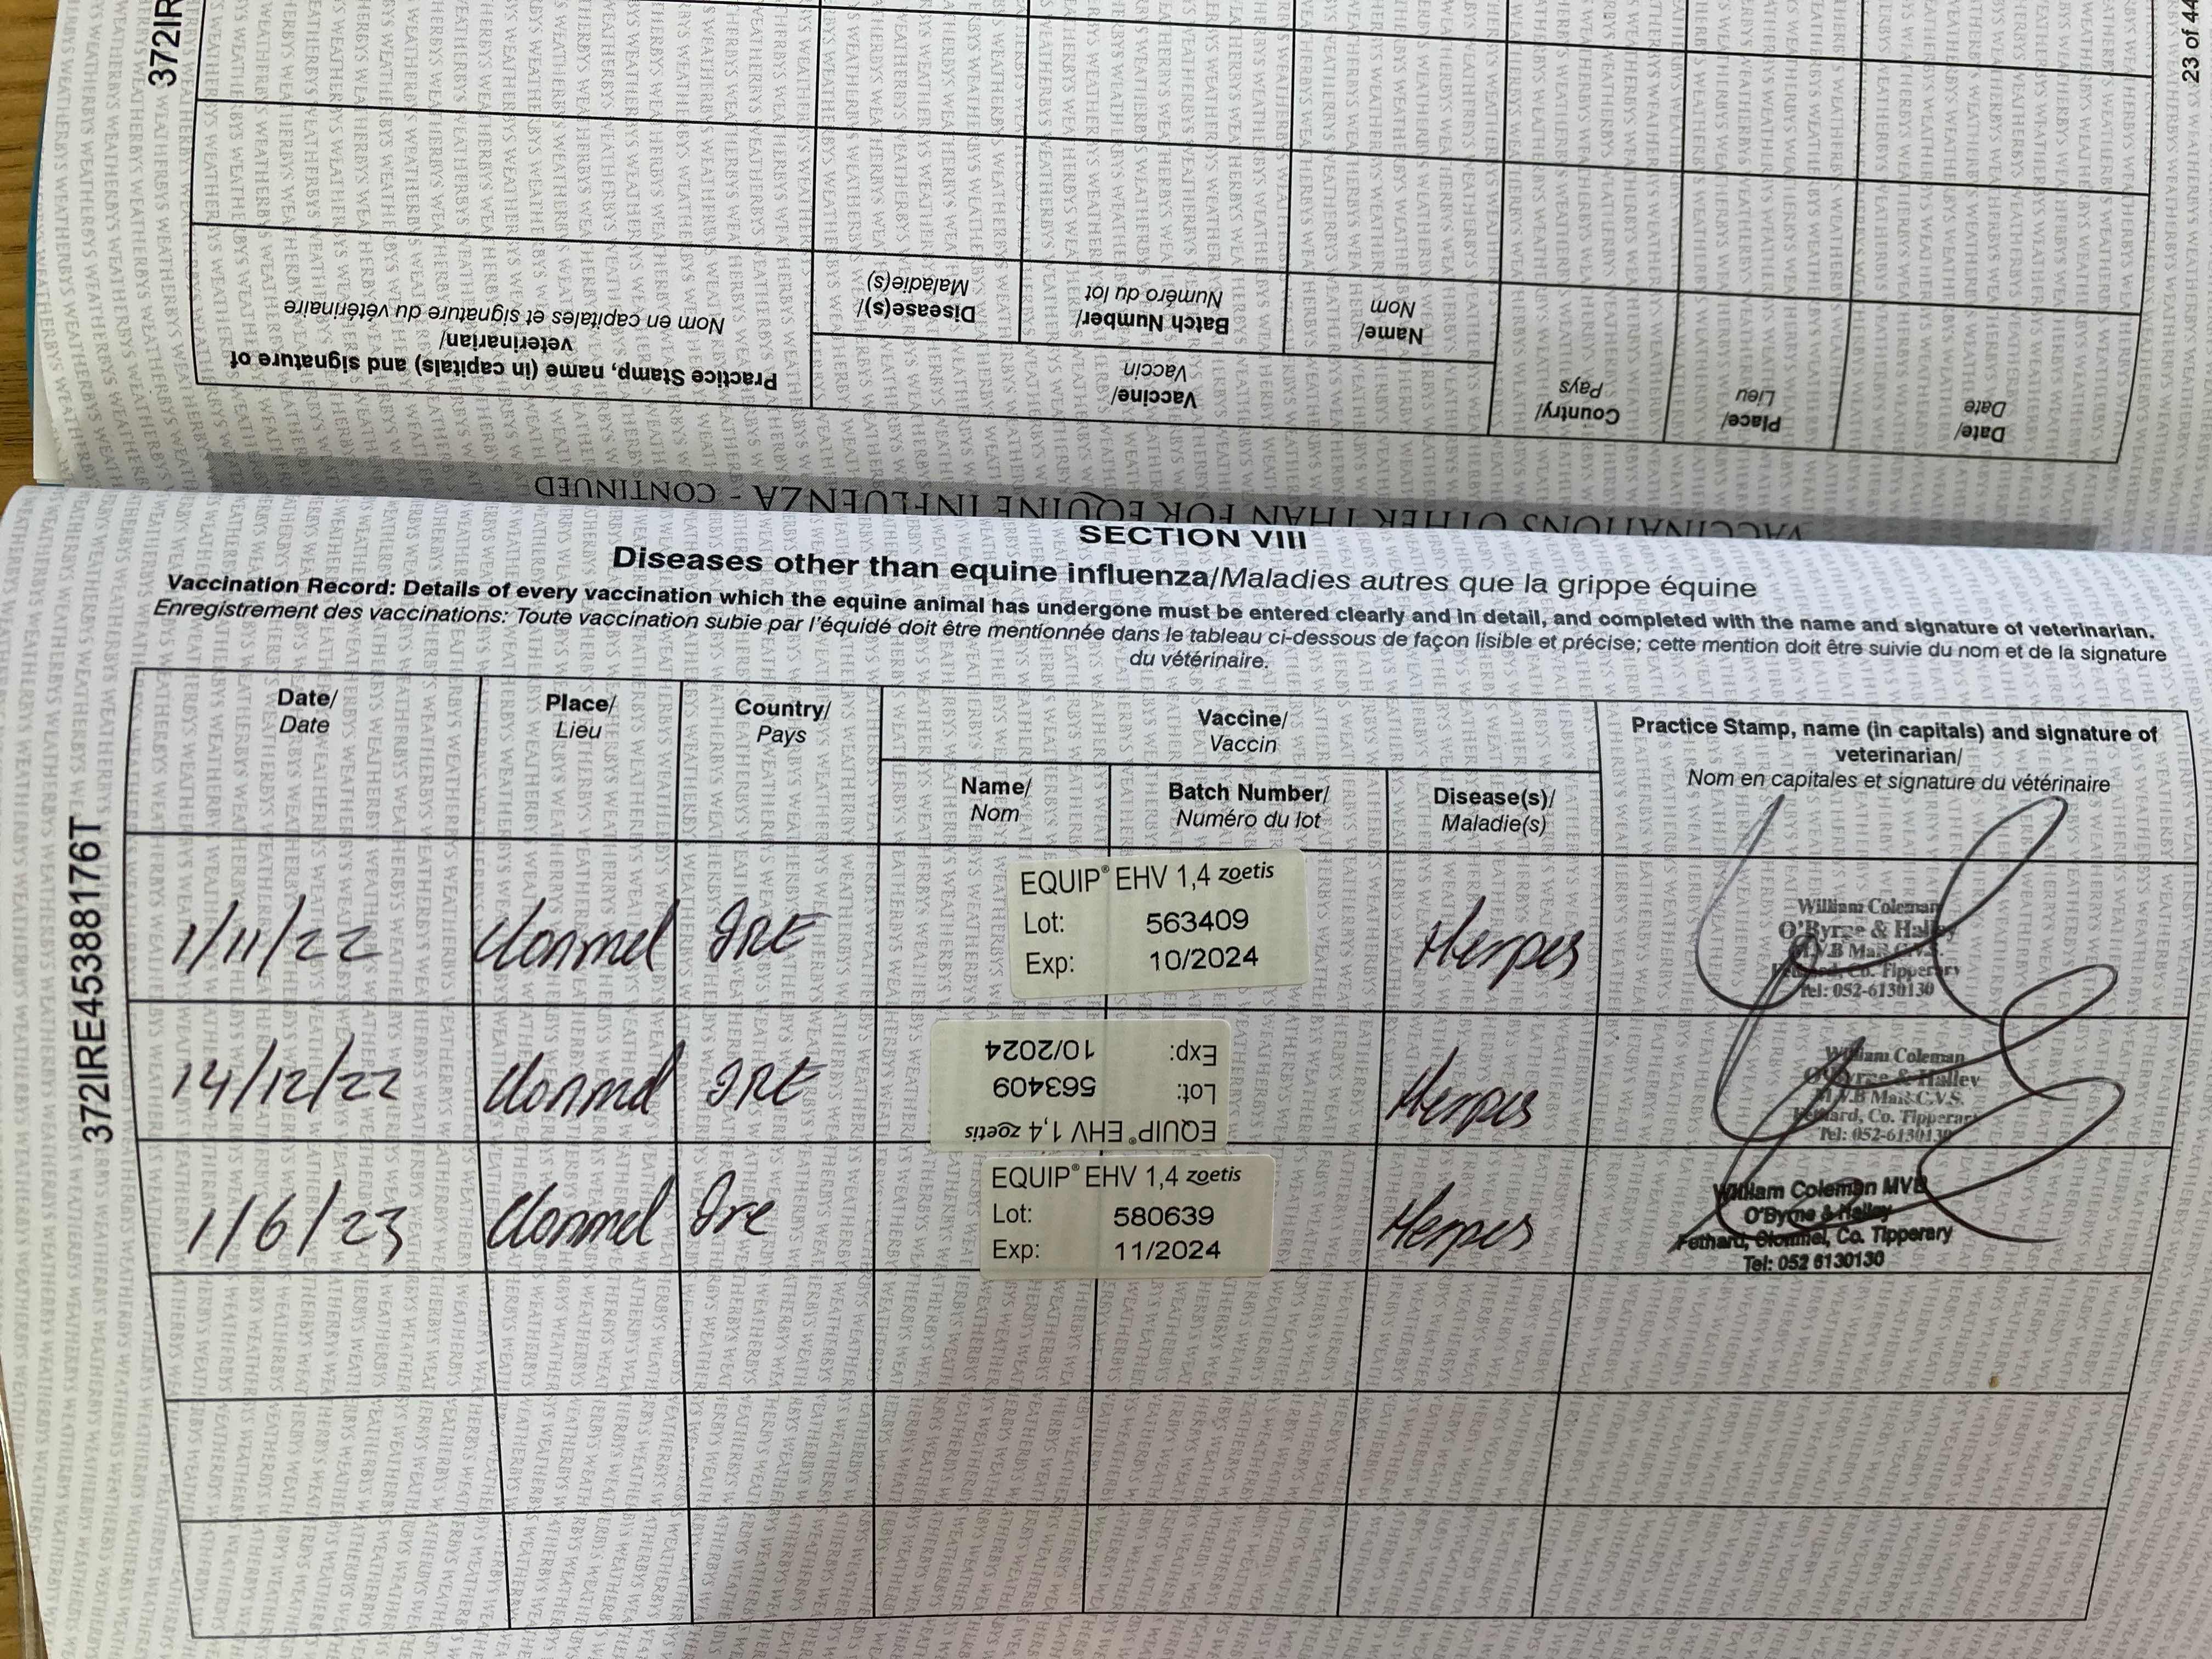 372IR
23 of 44
VACCINATIONS OTHER THAN FOR EQUINE INFLUENZA - CONTINUED
Date/
Date
Place/
Lieu
Country/
Pays
Vaccine/
Vaccin
Name/
Nom
Batch Number/
Numéro du lot
Disease(s)/
Maladie(s)
Practice Stamp, name (in capitals) and signature of
veterinarian/
Nom en capitales et signature du vétérinaire
SECTION VIII
Diseases other than equine influenza/Maladies autres que la grippe équine
Vaccination Record: Details of every vaccination which the equine animal has undergone must be entered clearly and in detail, and completed with the name and signature of veterinarian.
Enregistrement des vaccinations: Toute vaccination subie par l'équidé doit être mentionnée dans le tableau ci-dessous de façon lisible et précise; cette mention doit être suivie du nom et de la signature
du vétérinaire.
372IRE45388176T
Date/
Date
Place/
Lieu
Country/
Pays
Vaccine/
Vaccin
Name/
Nom
Batch Number/
Numéro du lot
Disease(s)/
Maladie(s)
Practice Stamp, name (in capitals) and signature of
veterinarian/
Nom en capitales et signature du vétérinaire
1/11/22 Clonmel IRE
EQUIP® EHV 1,4 zoetis
Lot: 563409
Exp: 10/2024
Herpes
William Coleman
O'Byrne & Halley
M.V.B Mair C.V.S.
Fethard, Co. Tipperary
Tel: 052-6130130
14/12/22 Clonmel IRE
EQUIP® EHV 1,4 zoetis
Lot: 563409
Exp: 10/2024
Herpes
William Coleman
O'Byrne & Halley
M.V.B Mair C.V.S.
Fethard, Co. Tipperary
Tel: 052-6130130
1/6/23 Clonmel Ire
EQUIP® EHV 1,4 zoetis
Lot: 580639
Exp: 11/2024
Herpes
William Coleman MVB
O'Byrne & Halley
Fethard, Clonmel, Co. Tipperary
Tel: 052 6130130